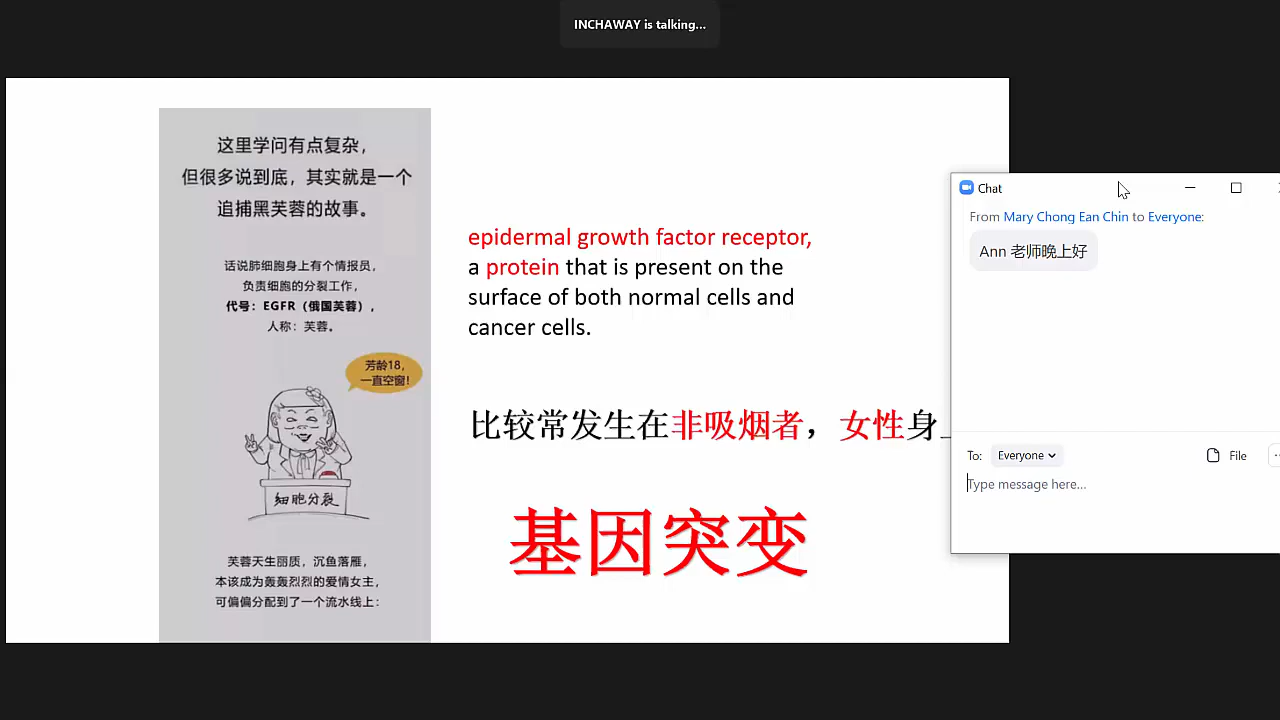 INCHAWAY is talking...
这里学问有点复杂，
但很多说到底，其实就是一个
追捕黑芙蓉的故事。
话说肺细胞身上有个情报员，
负责细胞的分裂工作，
代号：EGFR（俄国芙蓉），
人称：芙蓉。
芳龄18，
一直空窗！
细胞分裂
芙蓉天生丽质，沉鱼落雁，
本该成为轰轰烈烈的爱情女主，
可偏偏分配到了一个流水线上：
epidermal growth factor receptor,
a protein that is present on the
surface of both normal cells and
cancer cells.
比较常发生在非吸烟者，女性身
基因突变
Chat
From Mary Chong Ean Chin to Everyone:
Ann 老师晚上好
To: Everyone File
Type message here...